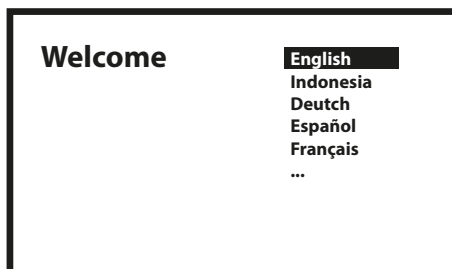 Welcome
English
Indonesia
Deutch
Español
Français
...